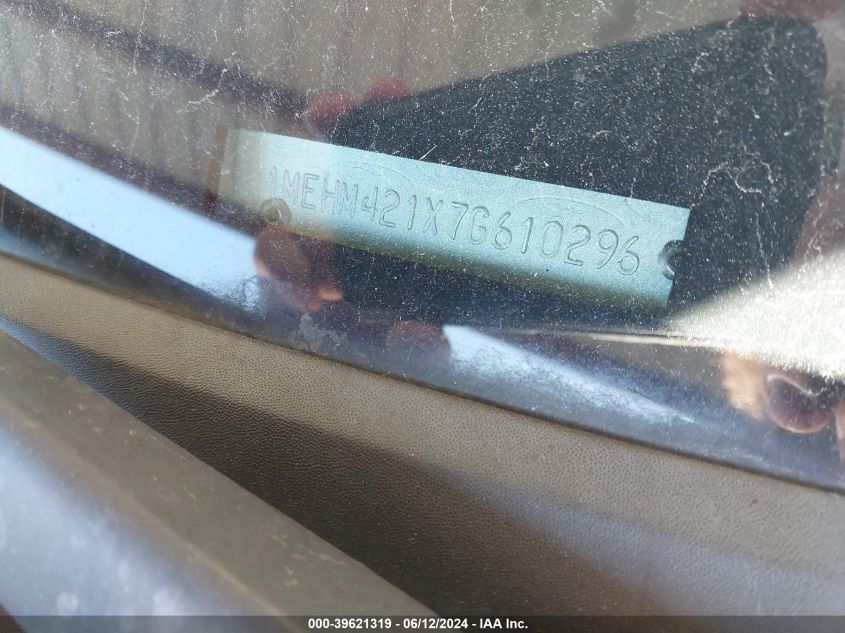 1MEHM421X7G610296
000-39621319 — 06/12/2024 — IAA Inc.